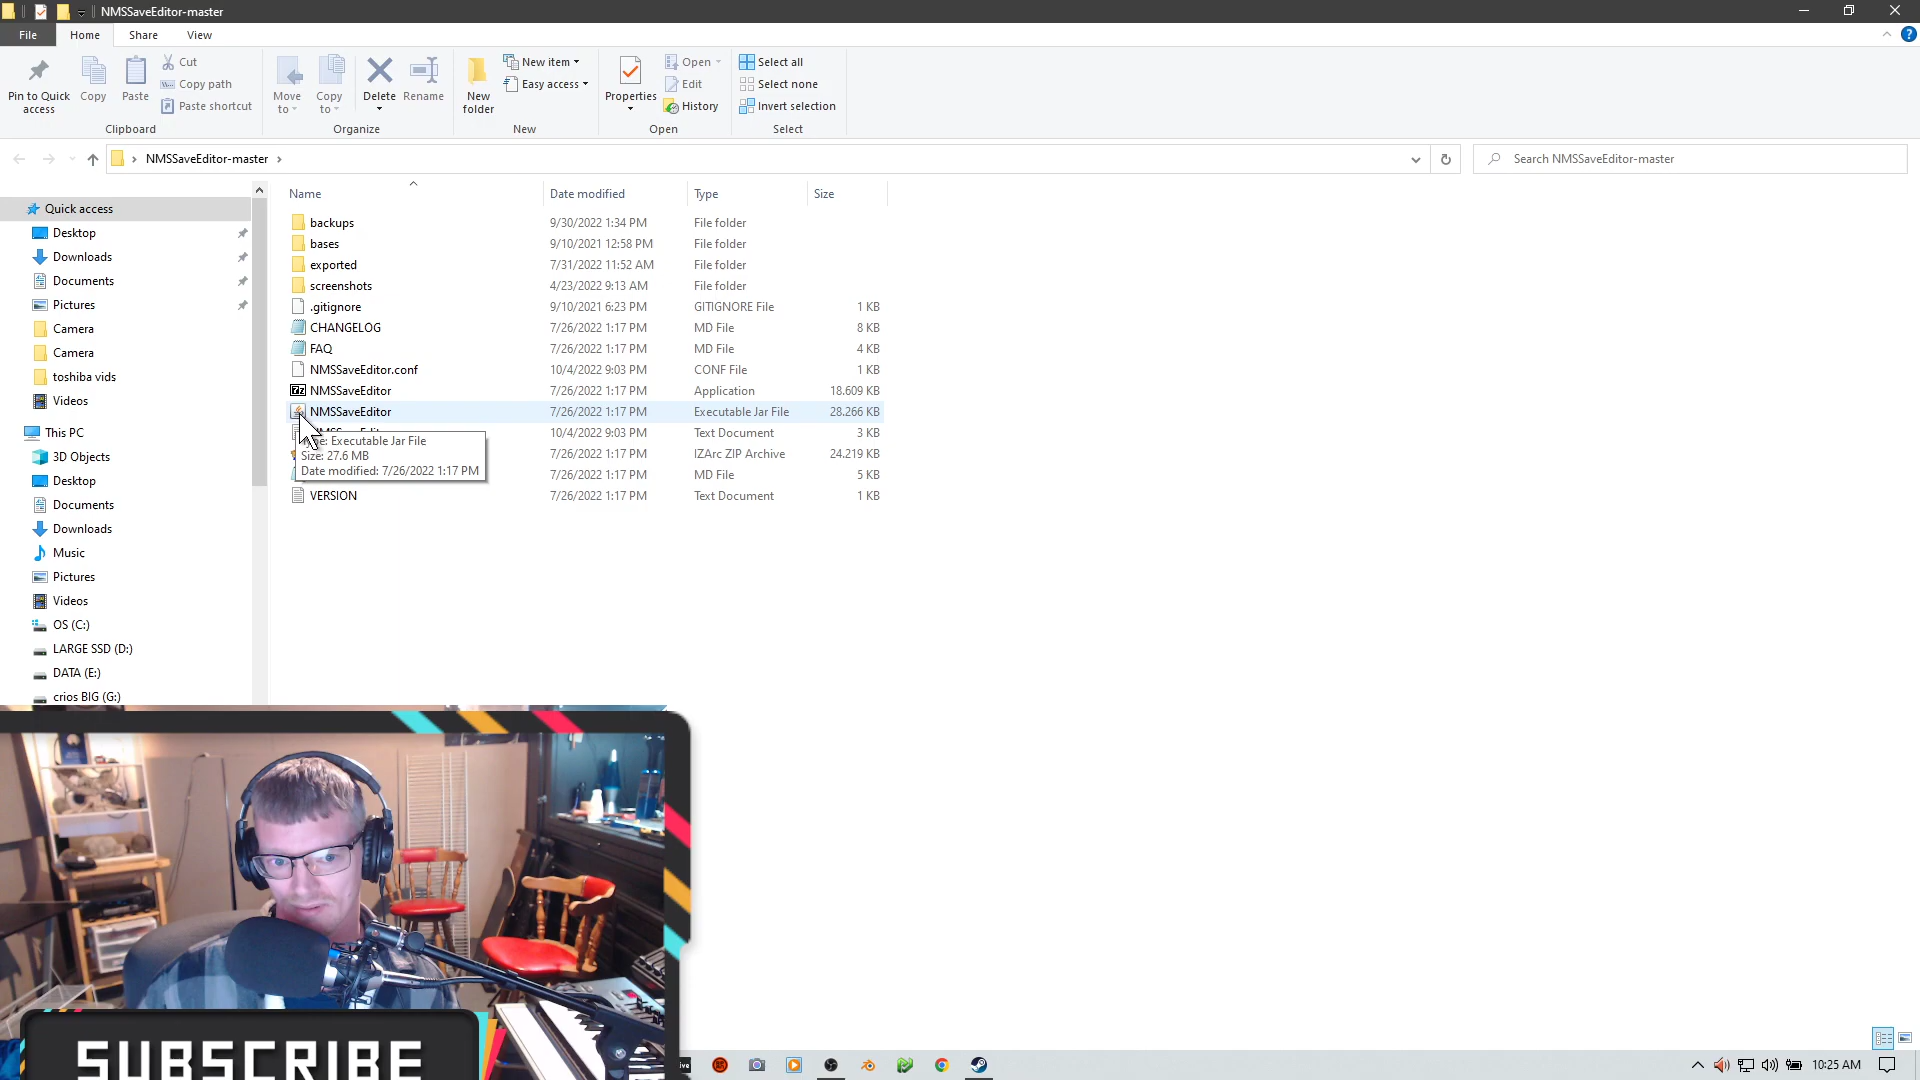 NMSSaveEditor-master
File Home Share View
Pin to Quick access
Copy
Paste
Cut
Copy path
Paste shortcut
Clipboard
Move to
Copy to
Delete
Rename
Organize
New folder
New item
Easy access
New
Properties
Open
Edit
History
Open
Select all
Select none
Invert selection
Select
NMSSaveEditor-master
Search NMSSaveEditor-master
Quick access
Desktop
Downloads
Documents
Pictures
Camera
Camera
toshiba vids
Videos
This PC
3D Objects
Desktop
Documents
Downloads
Music
Pictures
Videos
OS (C:)
LARGE SSD (D:)
DATA (E:)
crios BIG (G:)
Name Date modified Type Size
backups 9/30/2022 1:34 PM File folder
bases 9/10/2021 12:58 PM File folder
exported 7/31/2022 11:52 AM File folder
screenshots 4/23/2022 9:13 AM File folder
.gitignore 9/10/2021 6:23 PM GITIGNORE File 1 KB
CHANGELOG 7/26/2022 1:17 PM MD File 8 KB
FAQ 7/26/2022 1:17 PM MD File 4 KB
NMSSaveEditor.conf 10/4/2022 9:03 PM CONF File 1 KB
NMSSaveEditor 7/26/2022 1:17 PM Application 18.609 KB
NMSSaveEditor 7/26/2022 1:17 PM Executable Jar File 28.266 KB
10/4/2022 9:03 PM Text Document 3 KB
7/26/2022 1:17 PM IZArc ZIP Archive 24.219 KB
7/26/2022 1:17 PM MD File 5 KB
VERSION 7/26/2022 1:17 PM Text Document 1 KB
Executable Jar File
Size: 27.6 MB
Date modified: 7/26/2022 1:17 PM
SUBSCRIBE
10:25 AM